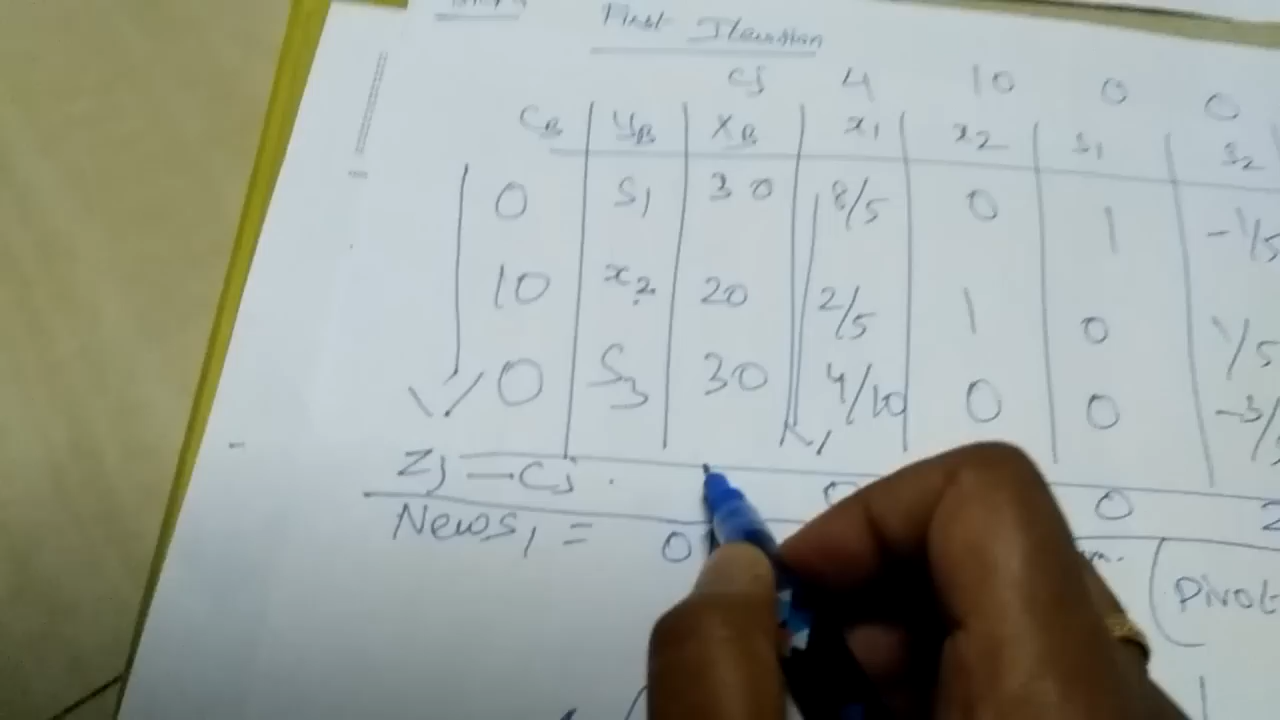 First Iteration
Cj 4 10 0 0
CB yB XB x1 x2 s1 s2
0 S1 30 8/5 0 1 -1/5
10 x2 20 2/5 1 0 1/5
0 S3 30 4/10 0 0 -3/
Zj - Cj 0 0 2
New s1 = 0
Pivot